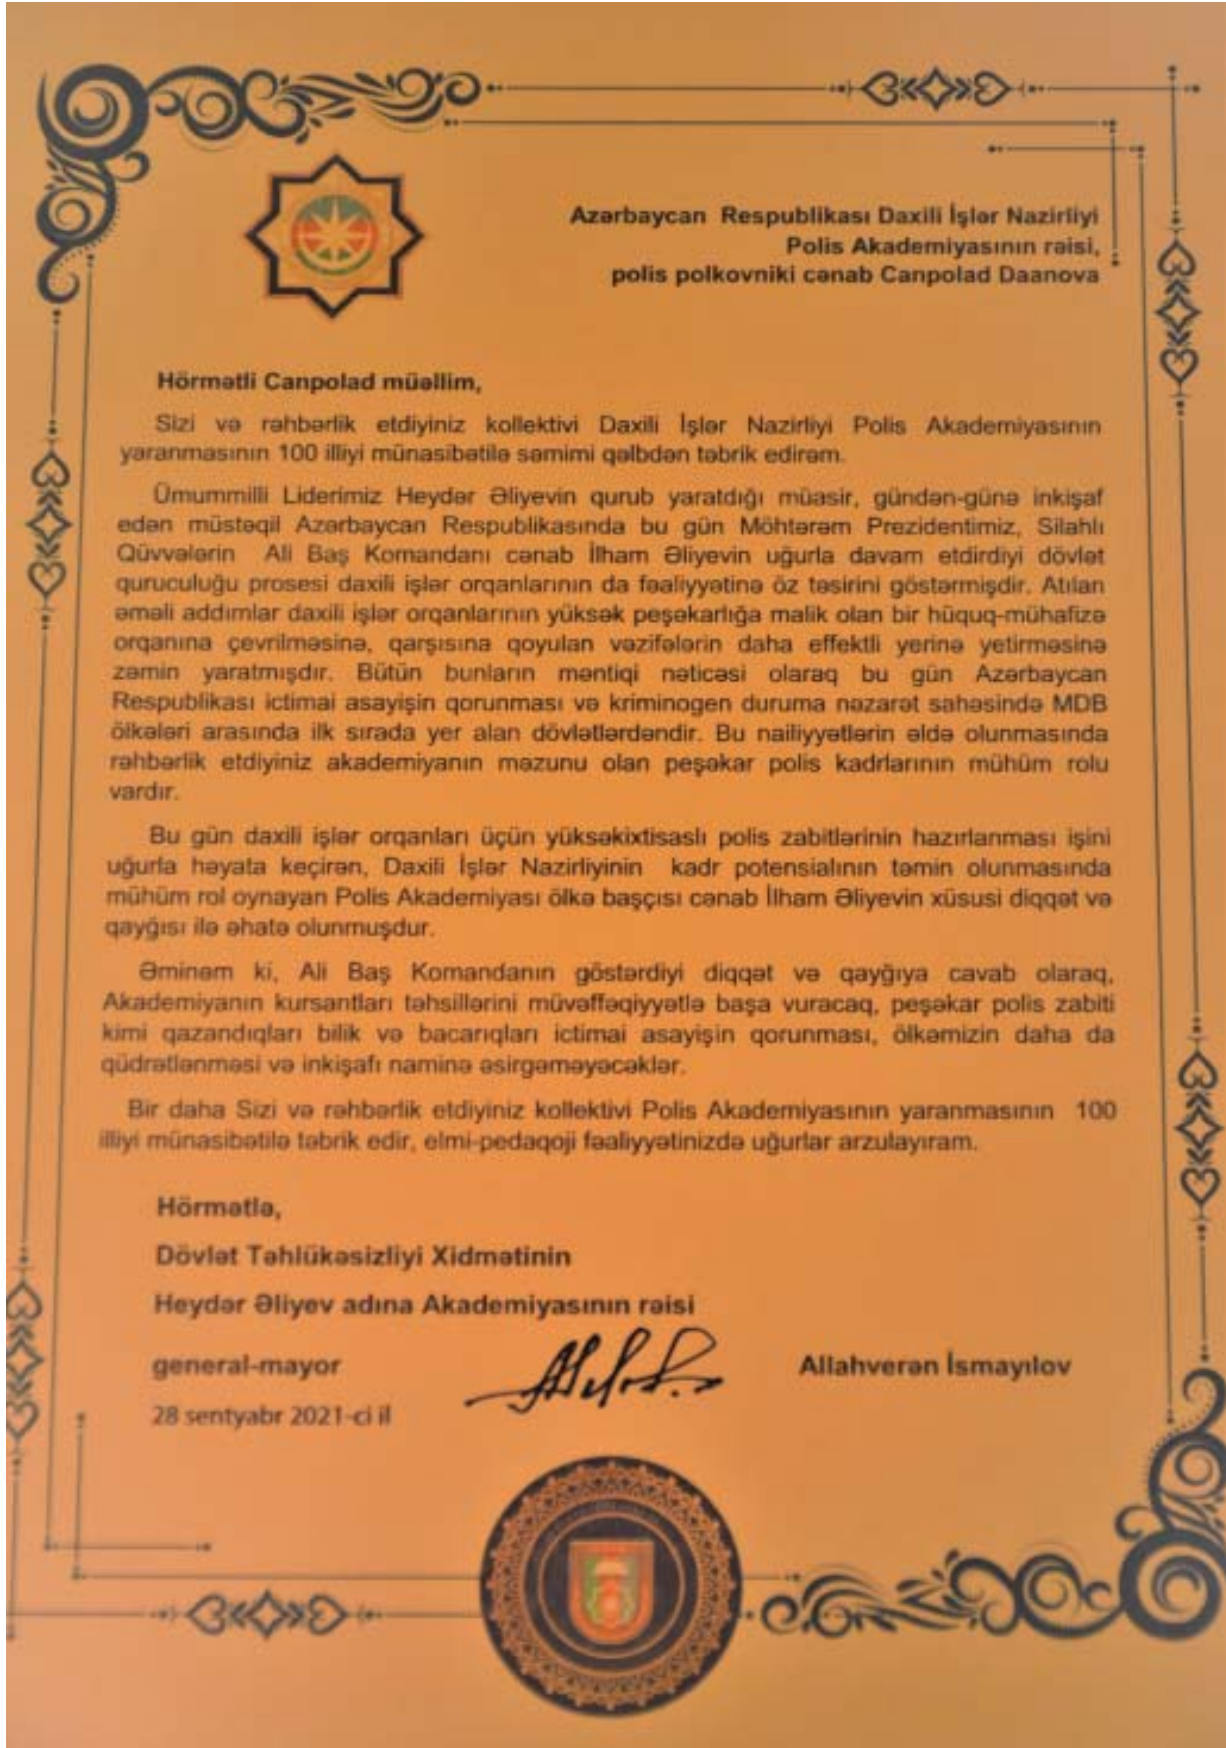 Azərbaycan Respublikası Daxili İşlər Nazirliyi
Polis Akademiyasının rəisi,
polis polkovniki cənab Canpolad Daanova
Hörmətli Canpolad müəllim,
Sizi və rəhbərlik etdiyiniz kollektivi Daxili İşlər Nazirliyi Polis Akademiyasının
yaranmasının 100 illiyi münasibətilə səmimi qəlbdən təbrik edirəm.
Ümummilli Liderimiz Heydər Əliyevin qurub yaratdığı müasir, gündən-günə inkişaf
edən müstəqil Azərbaycan Respublikasında bu gün Möhtərəm Prezidentimiz, Silahlı
Qüvvələrin Ali Baş Komandanı cənab İlham Əliyevin uğurla davam etdirdiyi dövlət
quruculuğu prosesi daxili işlər orqanlarının da fəaliyyətinə öz təsirini göstərmişdir. Atılan
əməli addımlar daxili işlər orqanlarının yüksək peşəkarlığa malik olan bir hüquq-mühafizə
orqanına çevrilməsinə, qarşısına qoyulan vəzifələrin daha effektli yerinə yetirməsinə
zəmin yaratmışdır. Bütün bunların məntiqi nəticəsi olaraq bu gün Azərbaycan
Respublikası ictimai asayişin qorunması və kriminogen duruma nəzarət sahəsində MDB
ölkələri arasında ilk sırada yer alan dövlətlərdəndir. Bu nailiyyətlərin əldə olunmasında
rəhbərlik etdiyiniz akademiyanın məzunu olan peşəkar polis kadrlarının mühüm rolu
vardır.
Bu gün daxili işlər orqanları üçün yüksəkixtisaslı polis zabitlərinin hazırlanması işini
uğurla həyata keçirən, Daxili İşlər Nazirliyinin kadr potensialının təmin olunmasında
mühüm rol oynayan Polis Akademiyası ölkə başçısı cənab İlham Əliyevin xüsusi diqqət və
qayğısı ilə əhatə olunmuşdur.
Əminəm ki, Ali Baş Komandanın göstərdiyi diqqət və qayğıya cavab olaraq,
Akademiyanın kursantları təhsillərini müvəffəqiyyətlə başa vuracaq, peşəkar polis zabiti
kimi qazandıqları bilik və bacarıqları ictimai asayişin qorunması, ölkəmizin daha da
qüdrətlənməsi və inkişafı naminə əsirgəməyəcəklər.
Bir daha Sizi və rəhbərlik etdiyiniz kollektivi Polis Akademiyasının yaranmasının 100
illiyi münasibətilə təbrik edir, elmi-pedaqoji fəaliyyətinizdə uğurlar arzulayıram.
Hörmətlə,
Dövlət Təhlükəsizliyi Xidmətinin
Heydər Əliyev adına Akademiyasının rəisi
general-mayor Allahverən İsmayılov
28 sentyabr 2021-ci il